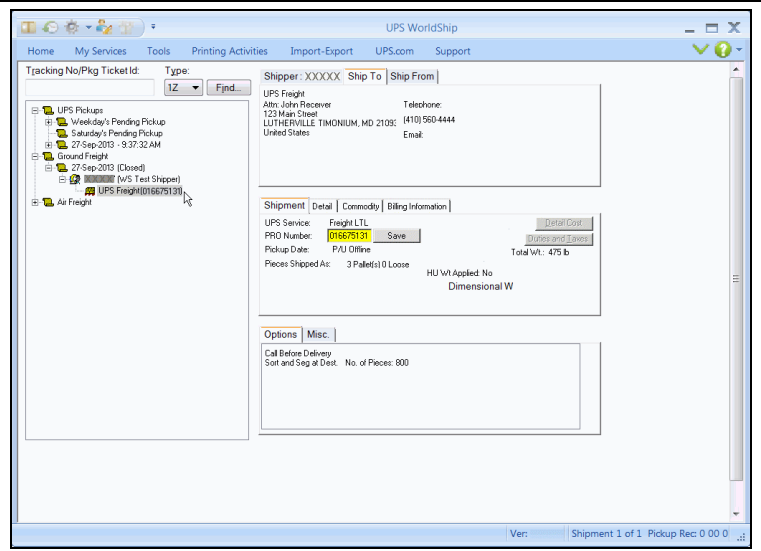 UPS WorldShip
Home My Services Tools Printing Activities Import-Export UPS.com Support
Tracking No/Pkg Ticket Id: Type:
1Z Find...
UPS Pickups
Weekday's Pending Pickup
Saturday's Pending Pickup
27-Sep-2013 - 9:37:32 AM
Ground Freight
27-Sep-2013 (Closed)
(WS Test Shipper)
UPS Freight(016675131)
Air Freight
Shipper: XXXXX Ship To Ship From
UPS Freight
Attn: John Receiver Telephone:
123 Main Street
LUTHERVILLE TIMONIUM, MD 21093 (410) 560-4444
United States
Email:
Shipment Detail Commodity Billing Information
UPS Service: Freight LTL Detail Cost
PRO Number: 016675131 Save Duties and Taxes
Pickup Date: P/U Offline Total Wt.: 475 lb
Pieces Shipped As: 3 Pallet(s) 0 Loose
HU Wt Applied: No
Dimensional W
Options Misc.
Call Before Delivery
Sort and Seg at Dest. No. of Pieces: 800
Ver: Shipment 1 of 1 Pickup Rec: 0 00 0